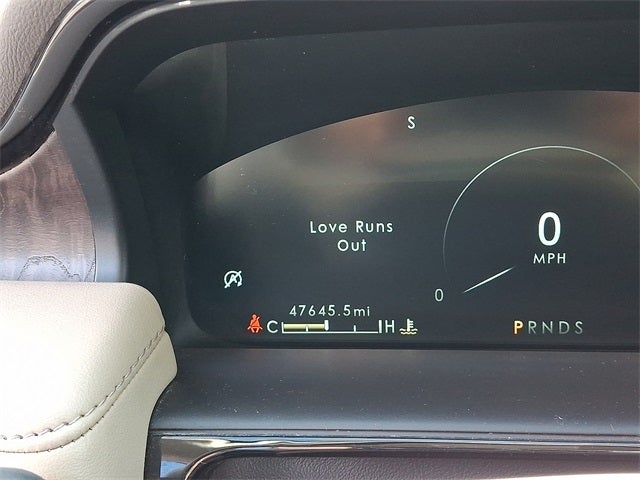 S
Love Runs
Out
0
MPH
0
47645.5mi
C H
PRNDS